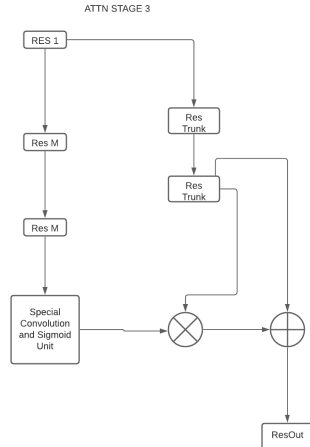 ATTN STAGE 3
RES 1
Res
Trunk
Res M
Res
Trunk
Res M
Special
Convolution
and Sigmoid
Unit
ResOut